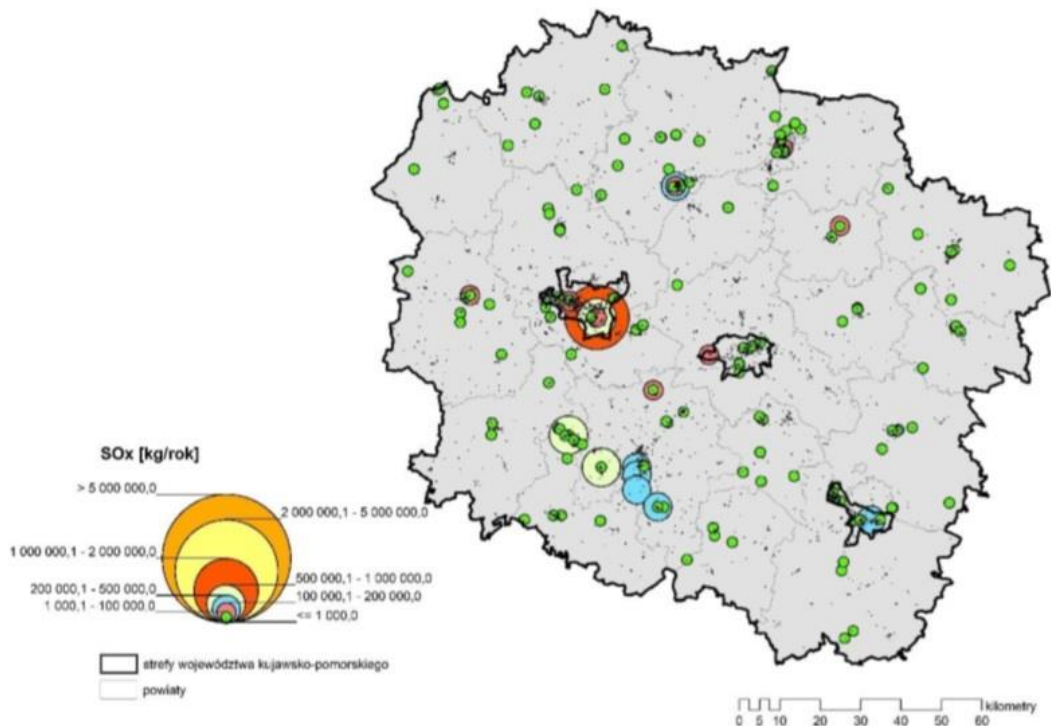 SOx [kg/rok]
> 5 000 000,0
2 000 000,1 - 5 000 000,0
1 000 000,1 - 2 000 000,0
500 000,1 - 1 000 000,0
200 000,1 - 500 000,0
100 000,1 - 200 000,0
1 000,1 - 100 000,0
<= 1 000,0
strefy województwa kujawsko-pomorskiego
powiaty
kilometry
0 5 10 20 30 40 50 60